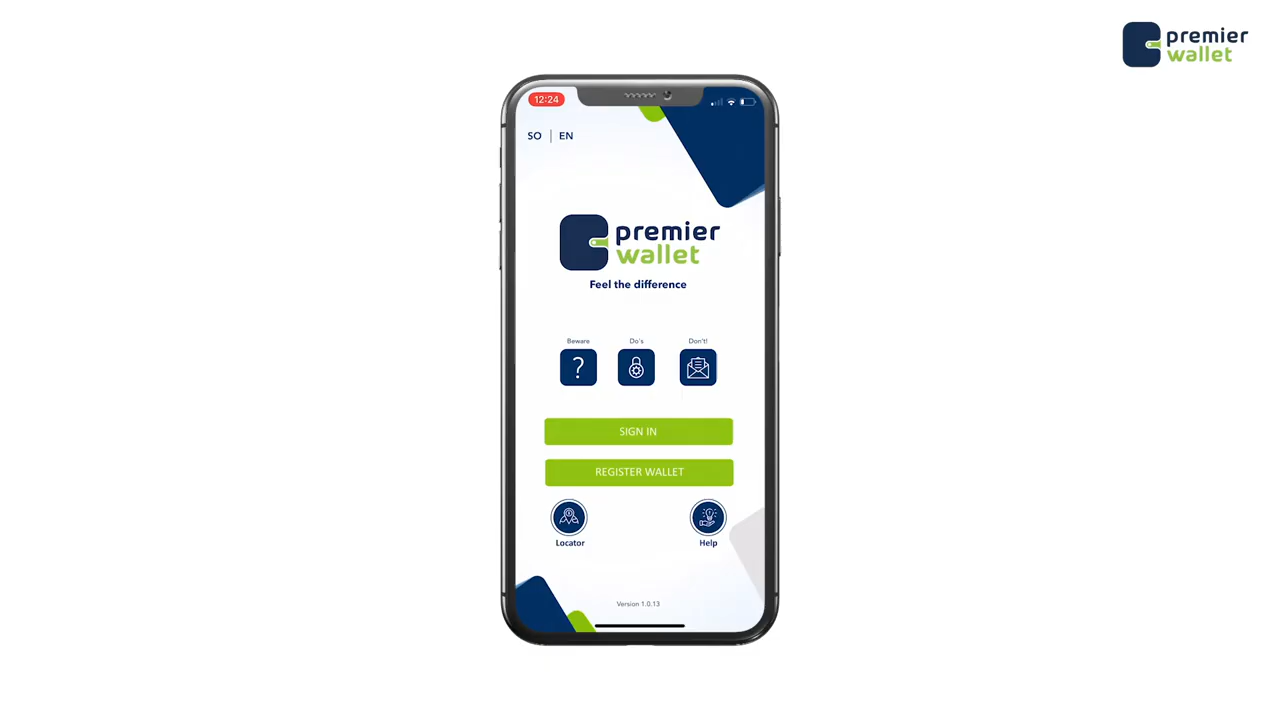 premier
wallet
12:24
SO | EN
premier
wallet
Feel the difference
Beware
Do's
Don't!
?
SIGN IN
REGISTER WALLET
Locator
Help
Version 1.0.13